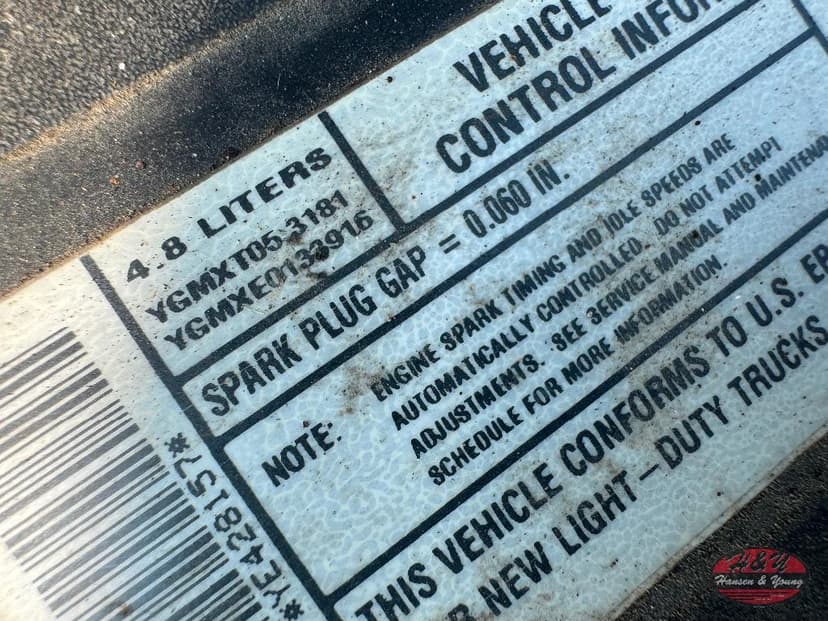 VEHICLE
CONTROL INFOR
4.8 LITERS
YGMXT05.3181
YGMXE0133916
SPARK PLUG GAP = 0.060 IN.
NOTE: ENGINE SPARK TIMING AND IDLE SPEEDS ARE
AUTOMATICALLY CONTROLLED. DO NOT ATTEMPT
ADJUSTMENTS. SEE SERVICE MANUAL AND MAINTENA
SCHEDULE FOR MORE INFORMATION.
THIS VEHICLE CONFORMS TO U.S. EP
R NEW LIGHT-DUTY TRUCKS
*YE428157*
H&Y
Hansen & Young